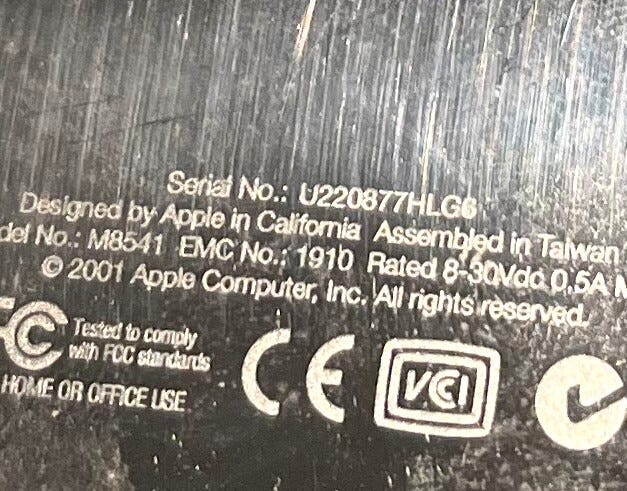 Serial No.: U220877HLG6
Designed by Apple in California Assembled in Taiwan
del No.: M8541 EMC No.: 1910 Rated 8-30Vdc 0.5A M
© 2001 Apple Computer, Inc. All rights reserved.
FC Tested to comply
with FCC standards
HOME OR OFFICE USE
CE
VCI